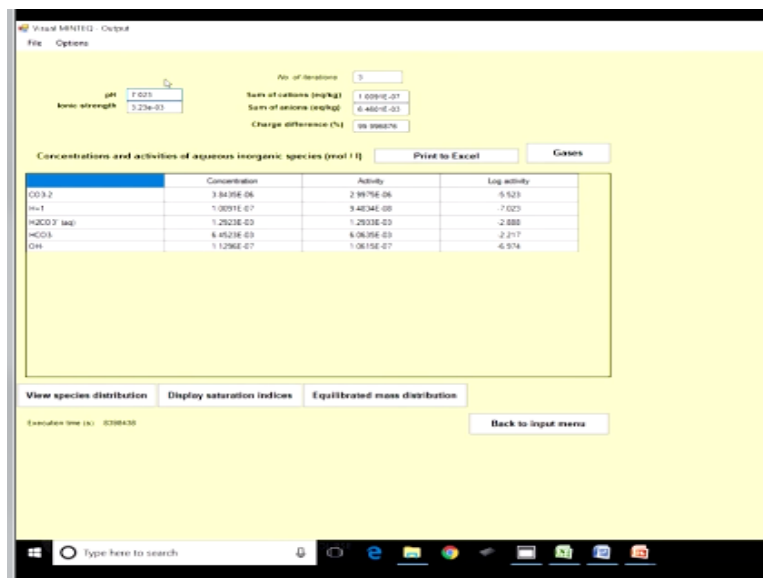 Visual MINTEQ - Output
File Options
No. of iterations 3
pH 7.023 Sum of cations (eq/kg) 1.0091E-07
Ionic strength 3.23e-03 Sum of anions (eq/kg) 6.4601E-03
Charge difference (%) 99.996876
Concentrations and activities of aqueous inorganic species (mol / l) Print to Excel Gases
Concentration Activity Log activity
CO3-2 3.8435E-06 2.9975E-06 -5.523
H+1 1.0091E-07 9.4834E-08 -7.023
H2CO3* (aq) 1.2923E-03 1.2933E-03 -2.888
HCO3- 6.4523E-03 6.0635E-03 -2.217
OH- 1.1296E-07 1.0615E-07 -6.974
View species distribution Display saturation indices Equilibrated mass distribution
Execution time (s): Back to input menu
Type here to search